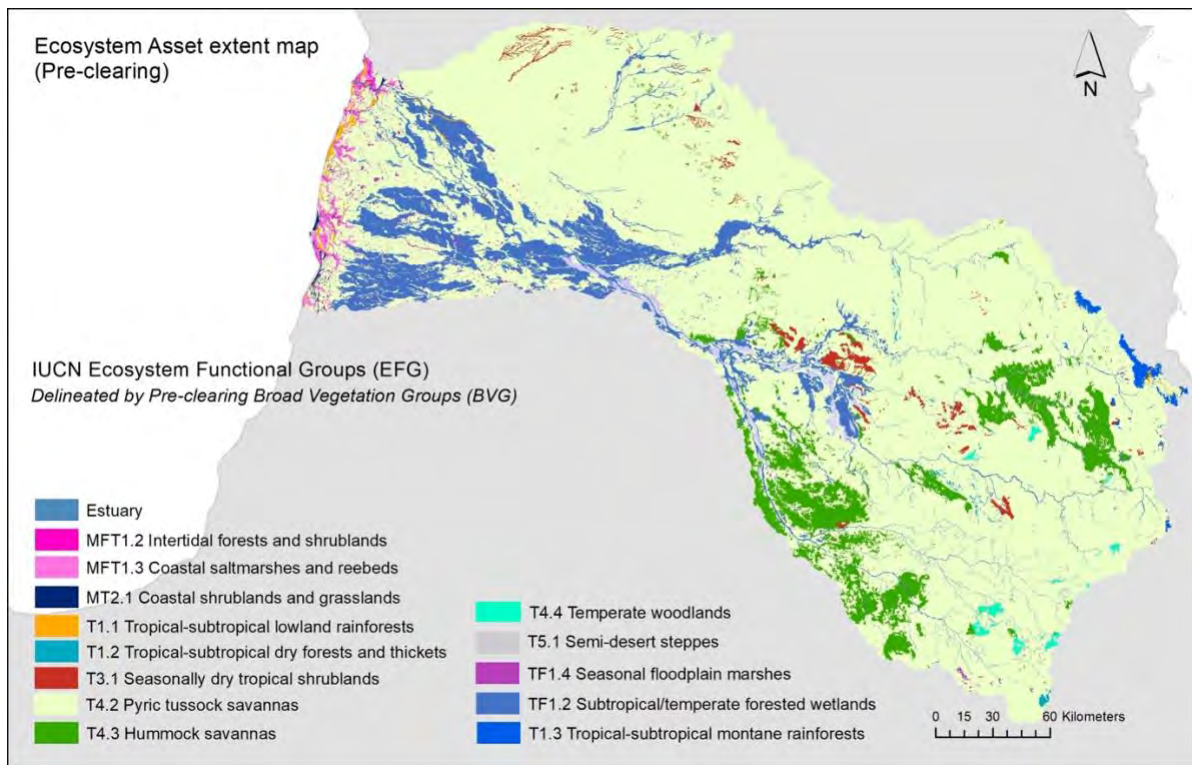 Ecosystem Asset extent map
(Pre-clearing)
N
IUCN Ecosystem Functional Groups (EFG)
Delineated by Pre-clearing Broad Vegetation Groups (BVG)
Estuary
MFT1.2 Intertidal forests and shrublands
MFT1.3 Coastal saltmarshes and reebeds
MT2.1 Coastal shrublands and grasslands
T1.1 Tropical-subtropical lowland rainforests
T1.2 Tropical-subtropical dry forests and thickets
T3.1 Seasonally dry tropical shrublands
T4.2 Pyric tussock savannas
T4.3 Hummock savannas
T4.4 Temperate woodlands
T5.1 Semi-desert steppes
TF1.4 Seasonal floodplain marshes
TF1.2 Subtropical/temperate forested wetlands
T1.3 Tropical-subtropical montane rainforests
0 15 30 60 Kilometers